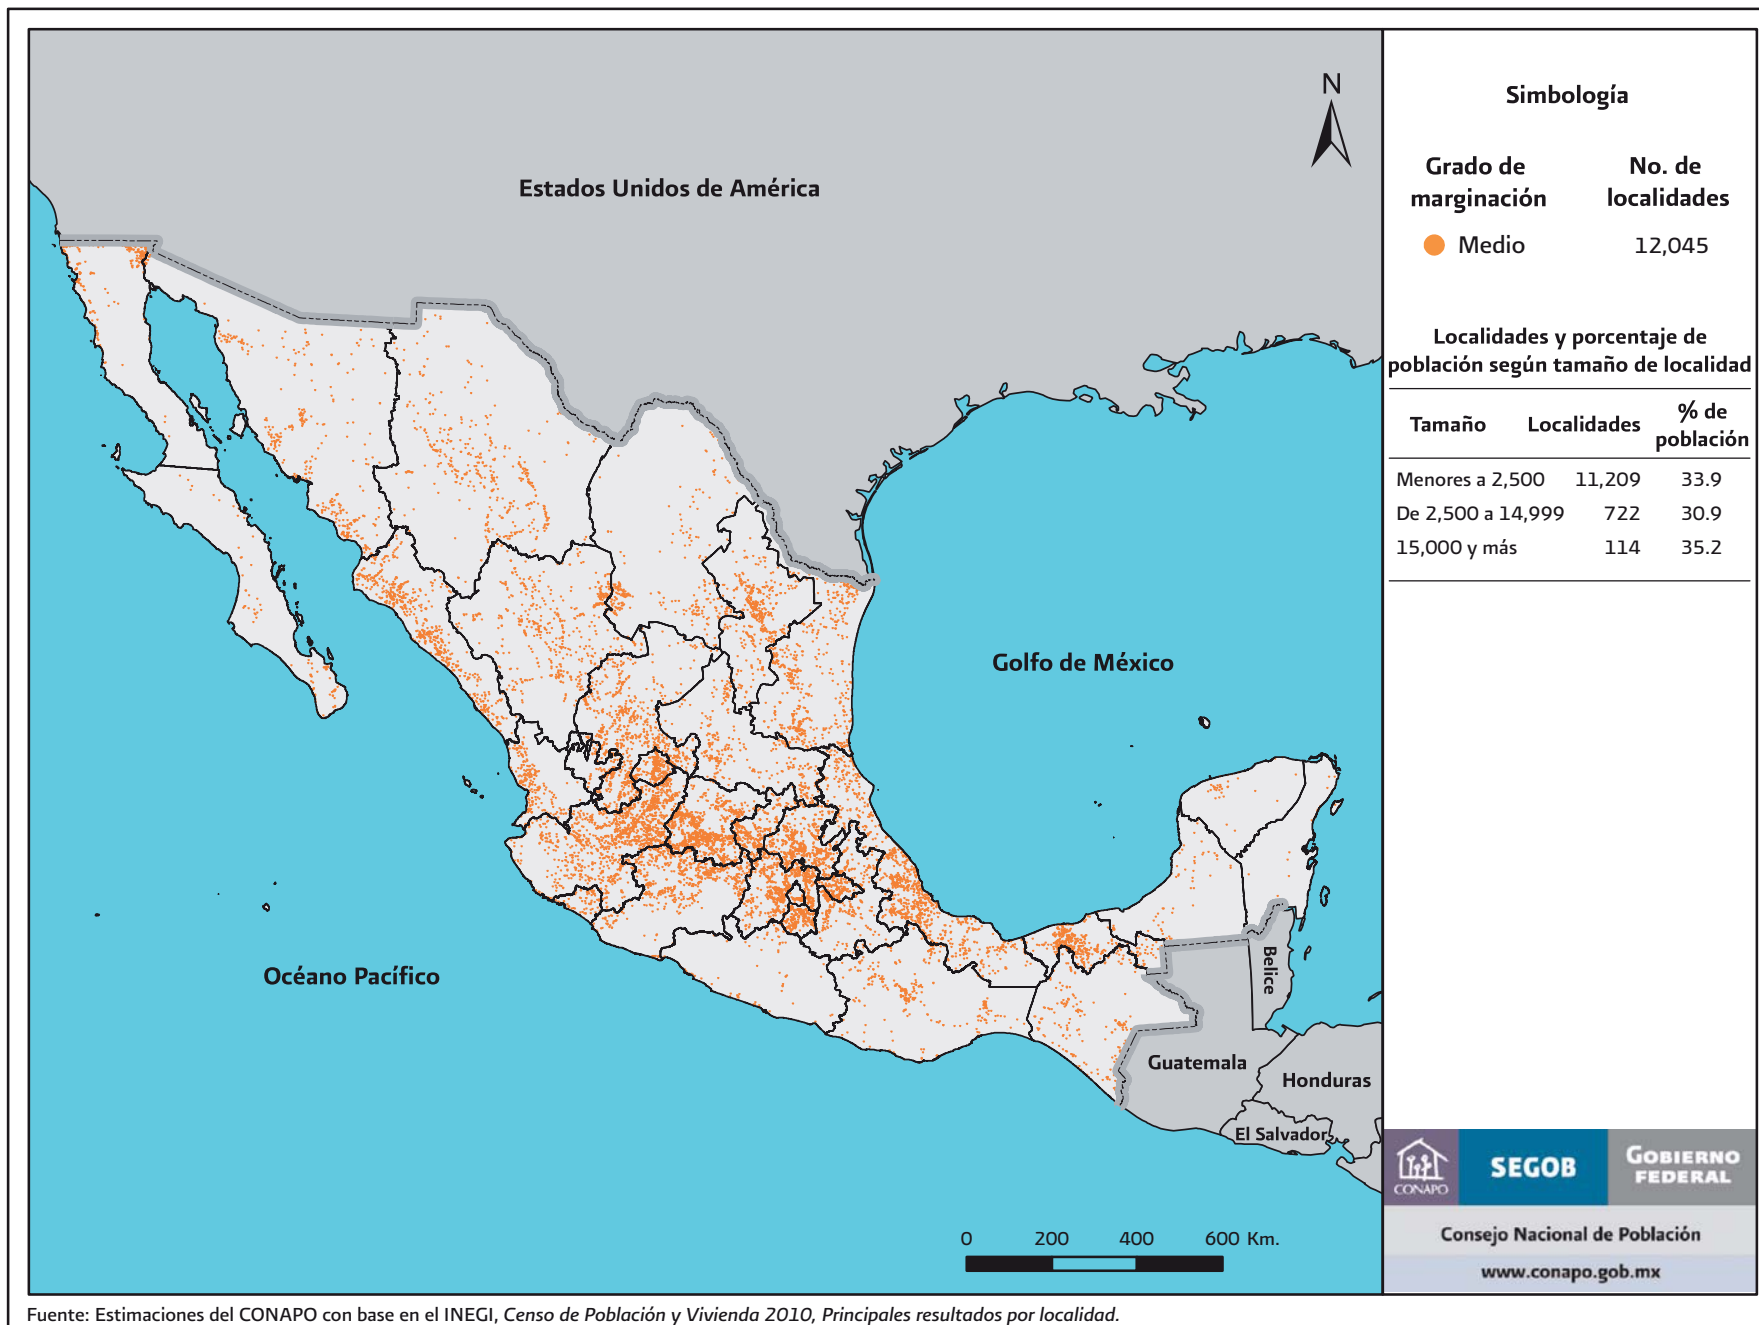 N
Estados Unidos de América
Golfo de México
Océano Pacífico
Belice
Guatemala
Honduras
El Salvador
0 200 400 600 Km.
Simbología
Grado de marginación
No. de localidades
Medio 12,045
Localidades y porcentaje de
población según tamaño de localidad
Tamaño Localidades % de población
Menores a 2,500 11,209 33.9
De 2,500 a 14,999 722 30.9
15,000 y más 114 35.2
CONAPO
SEGOB
GOBIERNO
FEDERAL
Consejo Nacional de Población
www.conapo.gob.mx
Fuente: Estimaciones del CONAPO con base en el INEGI, Censo de Población y Vivienda 2010, Principales resultados por localidad.